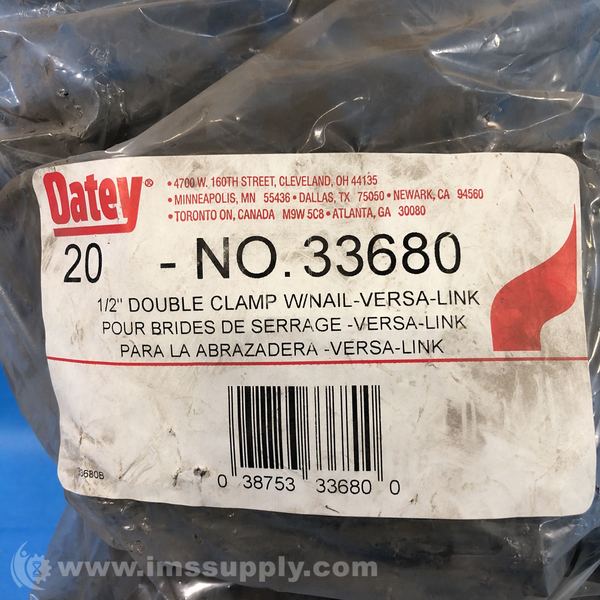 Oatey®
• 4700 W. 160TH STREET, CLEVELAND, OH 44135
• MINNEAPOLIS, MN 55436 • DALLAS, TX 75050 • NEWARK, CA 94560
• TORONTO ON, CANADA M9W 5C8 • ATLANTA, GA 30080
20 - NO. 33680
1/2" DOUBLE CLAMP W/NAIL-VERSA-LINK
POUR BRIDES DE SERRAGE -VERSA-LINK
PARA LA ABRAZADERA -VERSA-LINK
33680B
0 38753 33680 0
www.imssupply.com